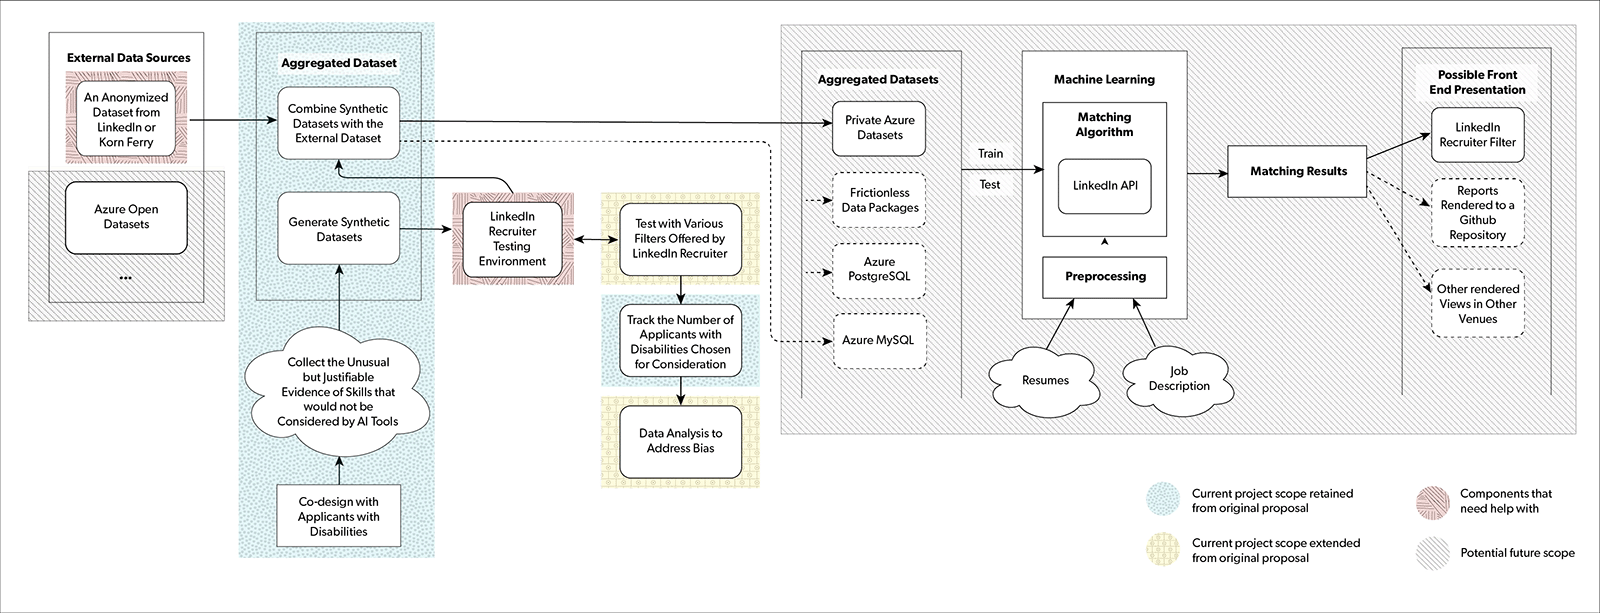 External Data Sources
An Anonymized
Dataset from
LinkedIn or
Korn Ferry
Azure Open
Datasets
...
Aggregated Dataset
Combine Synthetic
Datasets with the
External Dataset
Generate Synthetic
Datasets
Collect the Unusual
but Justifiable
Evidence of Skills that
would not be
Considered by AI Tools
Co-design with
Applicants with
Disabilities
LinkedIn
Recruiter
Testing
Environment
Test with Various
Filters Offered by
LinkedIn Recruiter
Track the Number of
Applicants with
Disabilities Chosen
for Consideration
Data Analysis to
Address Bias
Aggregated Datasets
Private Azure
Datasets
Frictionless
Data Packages
Azure
PostgreSQL
Azure MySQL
Train
Test
Machine Learning
Matching
Algorithm
LinkedIn API
Preprocessing
Resumes
Job
Description
Matching Results
Possible Front
End Presentation
LinkedIn
Recruiter Filter
Reports
Rendered to a
Github
Repository
Other rendered
Views in Other
Venues
Current project scope retained
from original proposal
Current project scope extended
from original proposal
Components that
need help with
Potential future scope